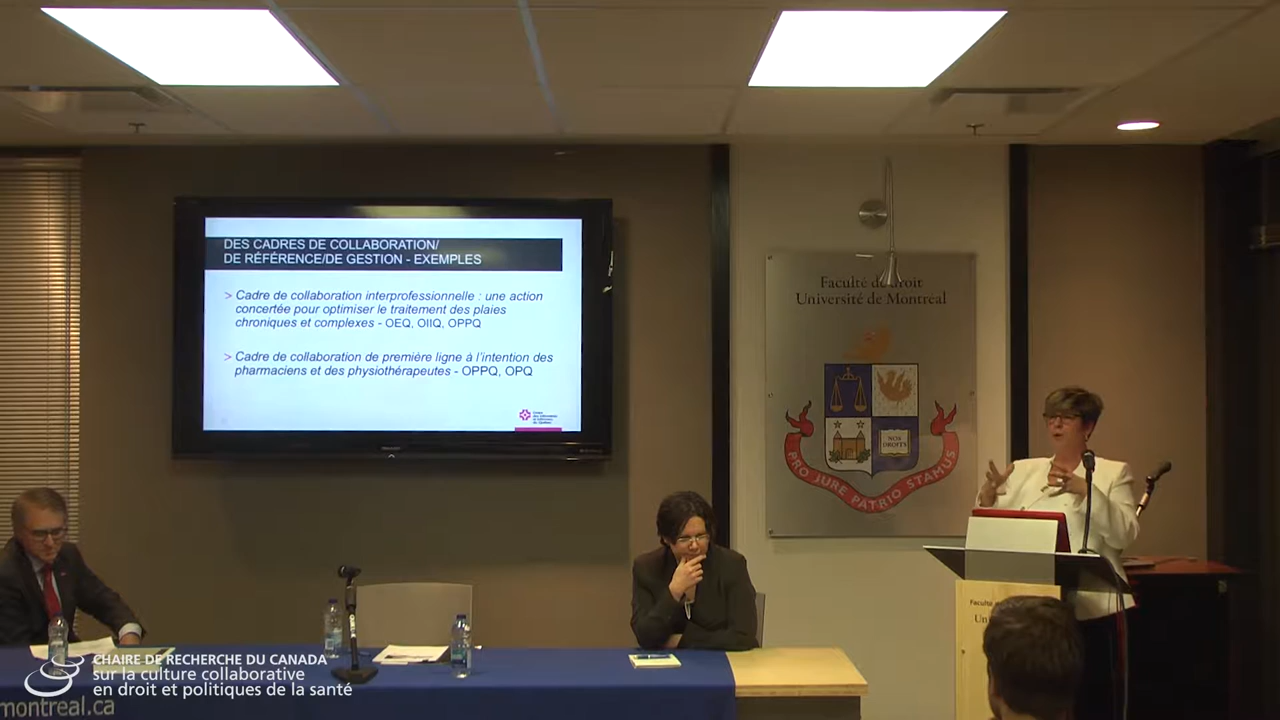 DES CADRES DE COLLABORATION/
DE RÉFÉRENCE/DE GESTION - EXEMPLES
> Cadre de collaboration interprofessionnelle : une action
concertée pour optimiser le traitement des plaies
chroniques et complexes - OEQ, OIIQ, OPPQ
> Cadre de collaboration de première ligne à l'intention des
pharmaciens et des physiothérapeutes - OPPQ, OPQ
Faculté de droit
Université de Montréal
NOS
DROITS
PRO JURE PATRIO STAMUS
Faculté
Un
CHAIRE DE RECHERCHE DU CANADA
sur la culture collaborative
en droit et politiques de la santé
montreal.ca